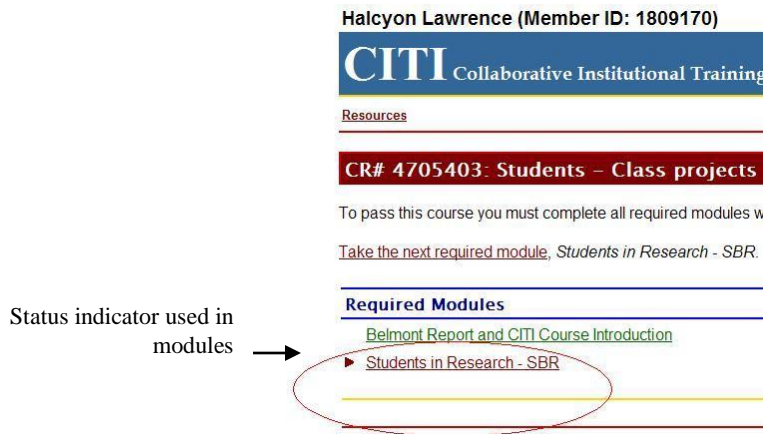 Halcyon Lawrence (Member ID: 1809170)
CITI Collaborative Institutional Training
Resources
CR# 4705403: Students – Class projects
To pass this course you must complete all required modules w
Take the next required module, Students in Research - SBR.
Required Modules
Belmont Report and CITI Course Introduction
Students in Research - SBR
Status indicator used in
modules